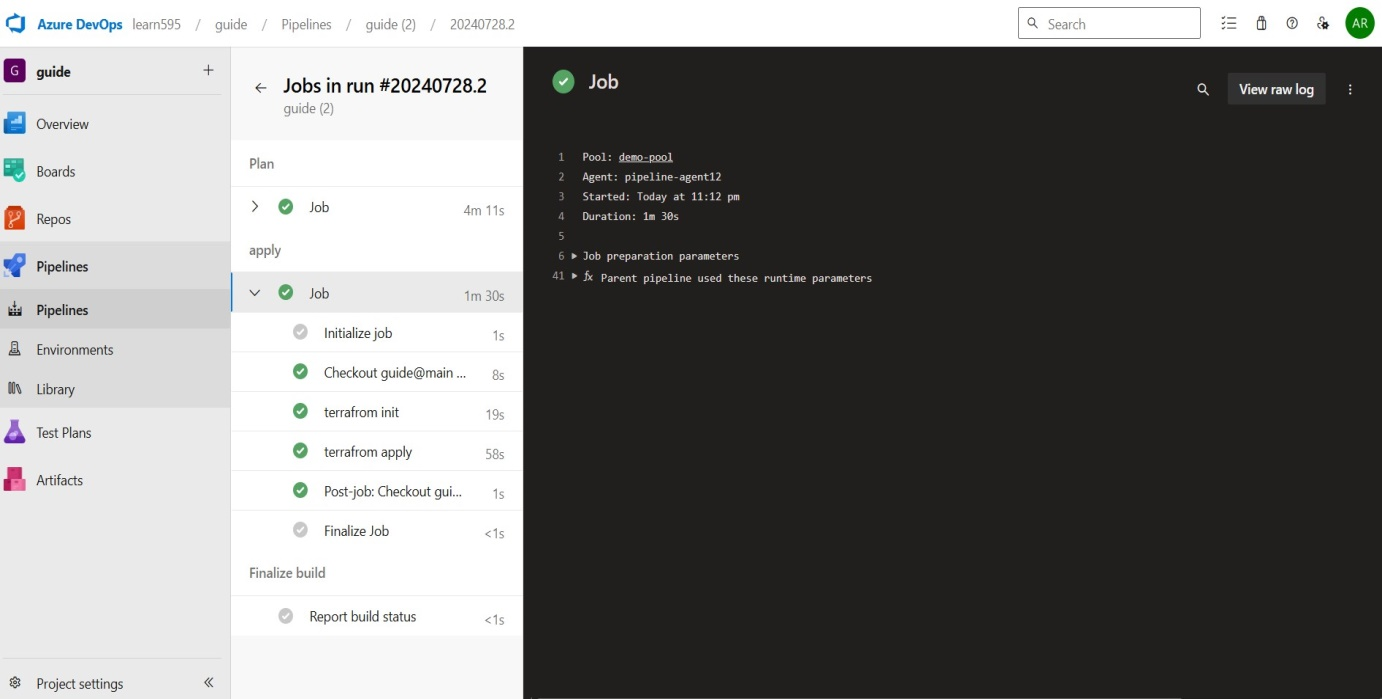 Azure DevOps learn595 / guide / Pipelines / guide (2) / 20240728.2
Search
AR
G guide +
Overview
Boards
Repos
Pipelines
Pipelines
Environments
Library
Test Plans
Artifacts
Project settings
Jobs in run #20240728.2
guide (2)
Plan
Job 4m 11s
apply
Job 1m 30s
Initialize job 1s
Checkout guide@main ... 8s
terrafrom init 19s
terrafrom apply 58s
Post-job: Checkout gui... 1s
Finalize Job <1s
Finalize build
Report build status <1s
Job
View raw log
1 Pool: demo-pool
2 Agent: pipeline-agent12
3 Started: Today at 11:12 pm
4 Duration: 1m 30s
5
6 Job preparation parameters
41 fx Parent pipeline used these runtime parameters